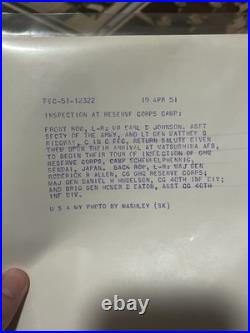 FEC-51-12322 19 APR 51
INSPECTION AT RESERVE CORPS CAMP:
FRONT ROW, L-R: MR EARL D JOHNSON, ASST
SECTY OF THE ARMY, AND LT GEN MATTHEW B
RIDGWAY, C IN C FEC, RETURN SALUTE GIVEN
THEM UPON THEIR ARRIVAL AT MATSUSHIMA AFB,
TO BEGIN THEIR TOUR OF INSPECTION OF GHQ
RESERVE CORPS, CAMP SCHIMMELPFENNIG,
SENDAI, JAPAN. BACK ROW, L-R: MAJ GEN
RODERICK R ALLEN, CG GHQ RESERVE CORPS;
MAJ GEN DANIEL H HUDELSON, CG 40TH INF DIV;
AND BRIG GEN HOMER O EATON, ASST CG 40TH
INF DIV.
U S ARMY PHOTO BY (SK)